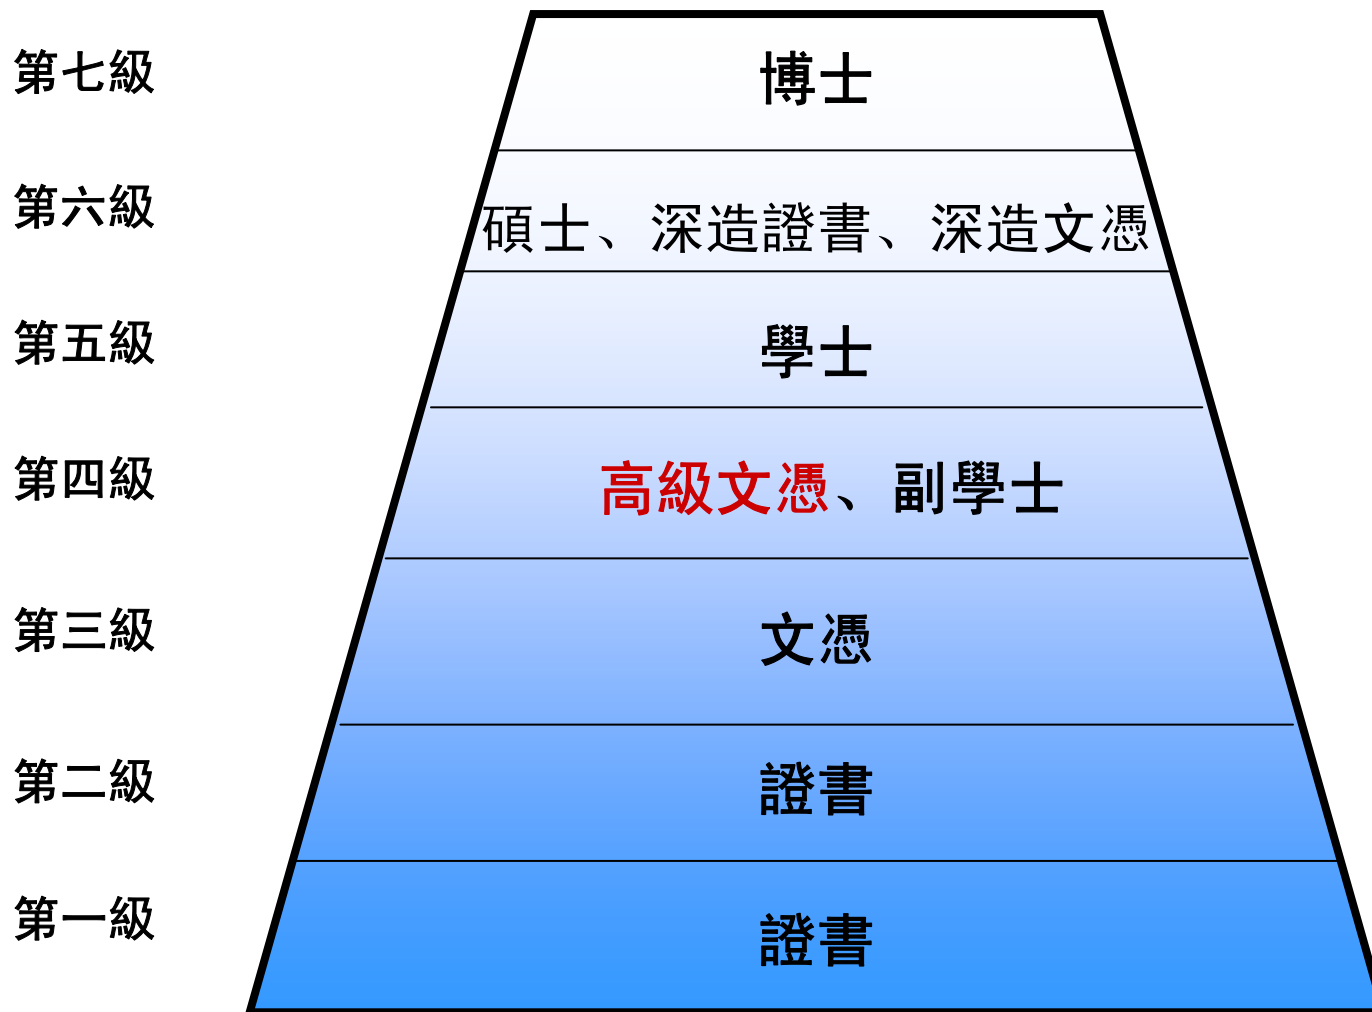 第七級 博士
第六級 碩士、深造證書、深造文憑
第五級 學士
第四級 高級文憑、副學士
第三級 文憑
第二級 證書
第一級 證書